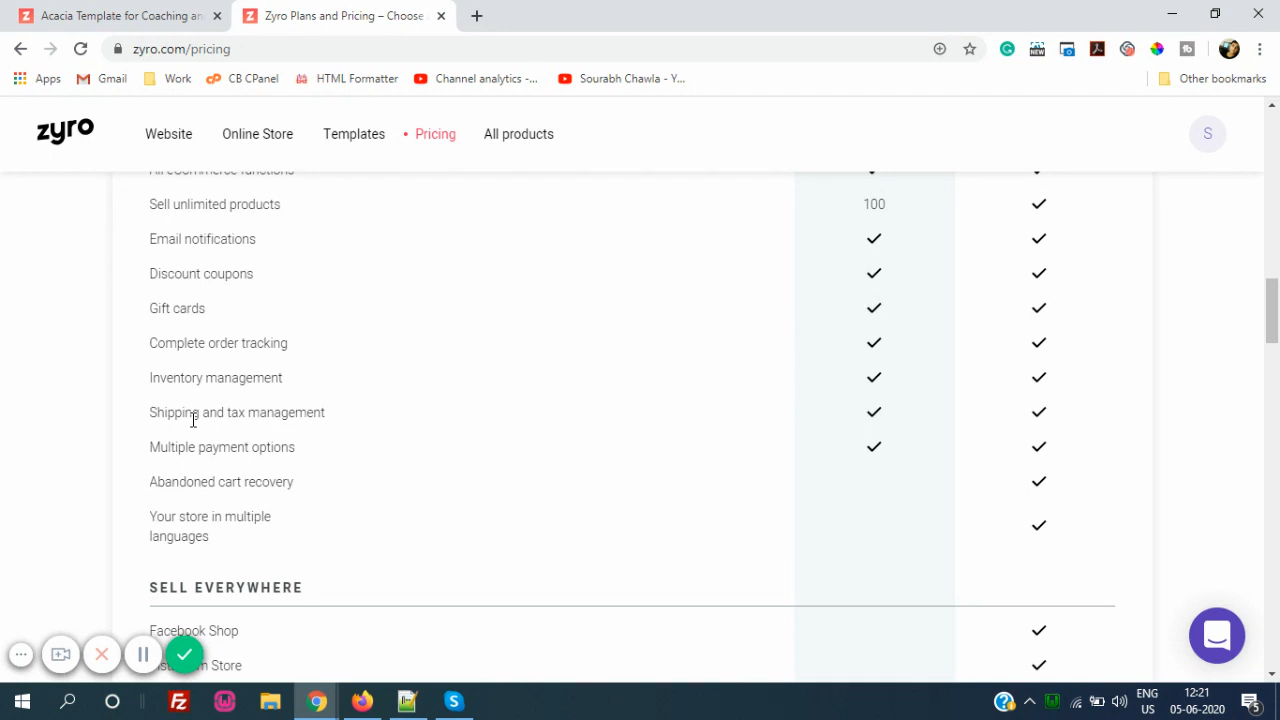 Acacia Template for Coaching an
Zyro Plans and Pricing – Choose
zyro.com/pricing
NEW
Apps
Gmail
Work
CB CPanel
HTML Formatter
Channel analytics -...
Sourabh Chawla - Y...
Other bookmarks
zyro
Website
Online Store
Templates
Pricing
All products
S
All eCommerce functions
Sell unlimited products
100
Email notifications
Discount coupons
Gift cards
Complete order tracking
Inventory management
Shipping and tax management
Multiple payment options
Abandoned cart recovery
Your store in multiple
languages
SELL EVERYWHERE
Facebook Shop
Store
ENG
US
12:21
05-06-2020
5